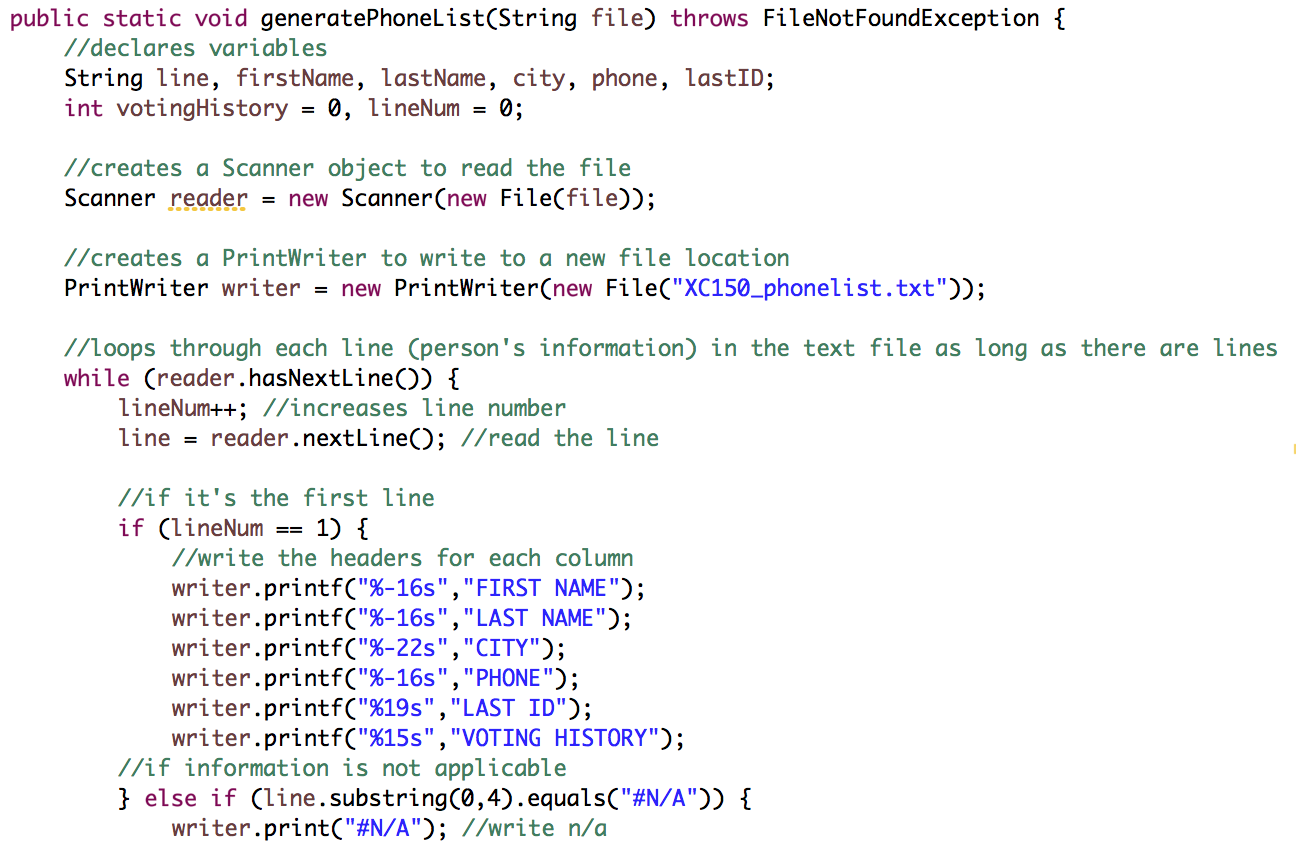 public static void generatePhoneList(String file) throws FileNotFoundException {
    //declares variables
    String line, firstName, lastName, city, phone, lastID;
    int votingHistory = 0, lineNum = 0;

    //creates a Scanner object to read the file
    Scanner reader = new Scanner(new File(file));

    //creates a PrintWriter to write to a new file location
    PrintWriter writer = new PrintWriter(new File("XC150_phonelist.txt"));

    //loops through each line (person's information) in the text file as long as there are lines
    while (reader.hasNextLine()) {
        lineNum++; //increases line number
        line = reader.nextLine(); //read the line

        //if it's the first line
        if (lineNum == 1) {
            //write the headers for each column
            writer.printf("%-16s","FIRST NAME");
            writer.printf("%-16s","LAST NAME");
            writer.printf("%-22s","CITY");
            writer.printf("%-16s","PHONE");
            writer.printf("%19s","LAST ID");
            writer.printf("%15s","VOTING HISTORY");
        //if information is not applicable
        } else if (line.substring(0,4).equals("#N/A")) {
            writer.print("#N/A"); //write n/a